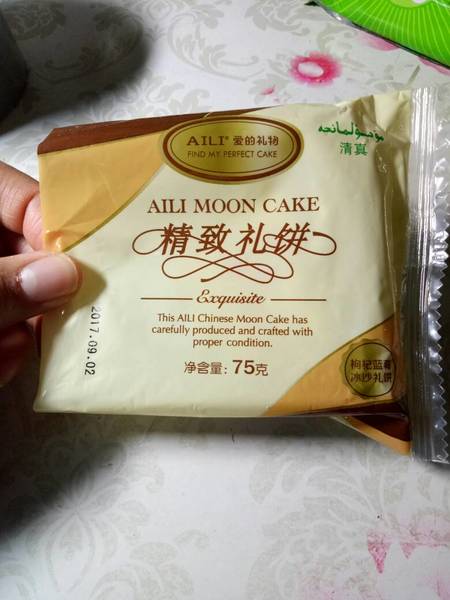 AILI® 爱的礼物
FIND MY PERFECT CAKE
清真
AILI MOON CAKE
精致礼饼
Exquisite
This AILI Chinese Moon Cake has
carefully produced and crafted with
proper condition.
净含量：75克
2017.09.02
枸杞蓝莓
冰沙礼饼